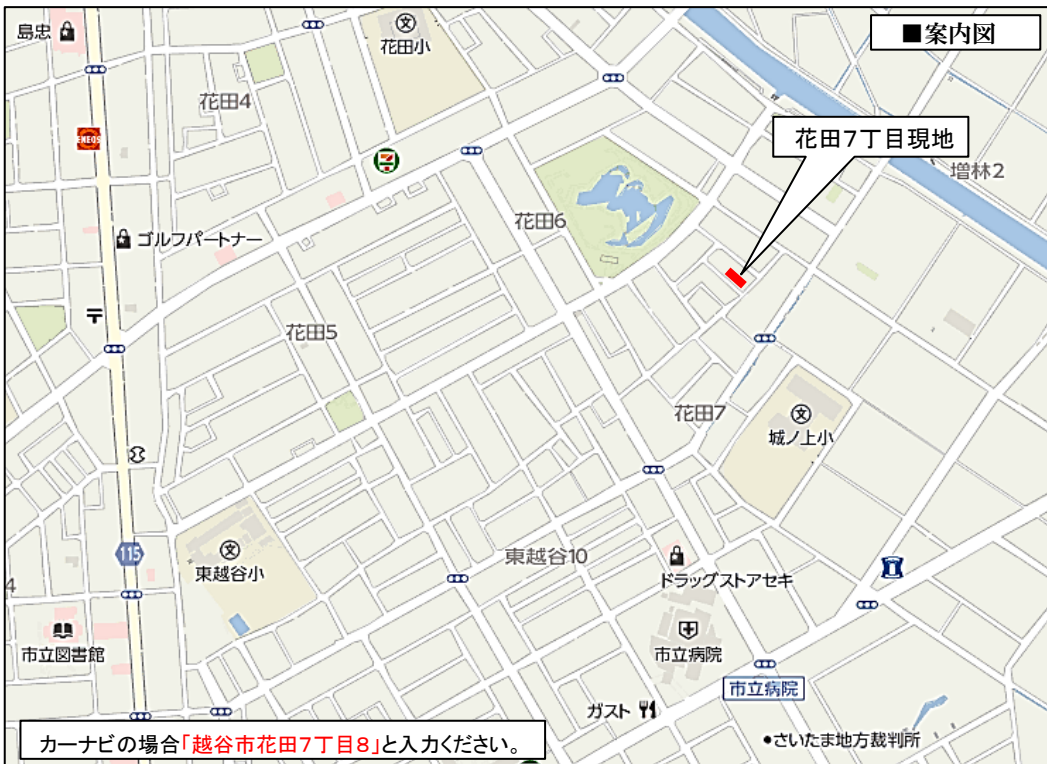 島忠
花田小
■案内図
花田4
ENEOS
花田7丁目現地
増林2
花田6
ゴルフパートナー
〒
花田5
花田7
文
城ノ上小
115
文
東越谷小
東越谷10
ドラッグストアセキ
4
市立図書館
市立病院
市立病院
ガスト
カーナビの場合「越谷市花田7丁目8」と入力ください。
●さいたま地方裁判所